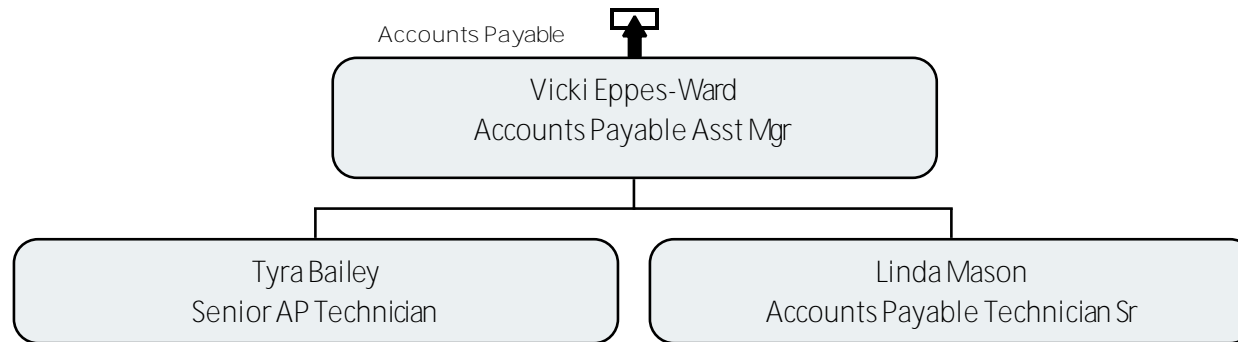 Accounts Payable
Vicki Eppes-Ward
Accounts Payable Asst Mgr
Tyra Bailey
Senior AP Technician
Linda Mason
Accounts Payable Technician Sr